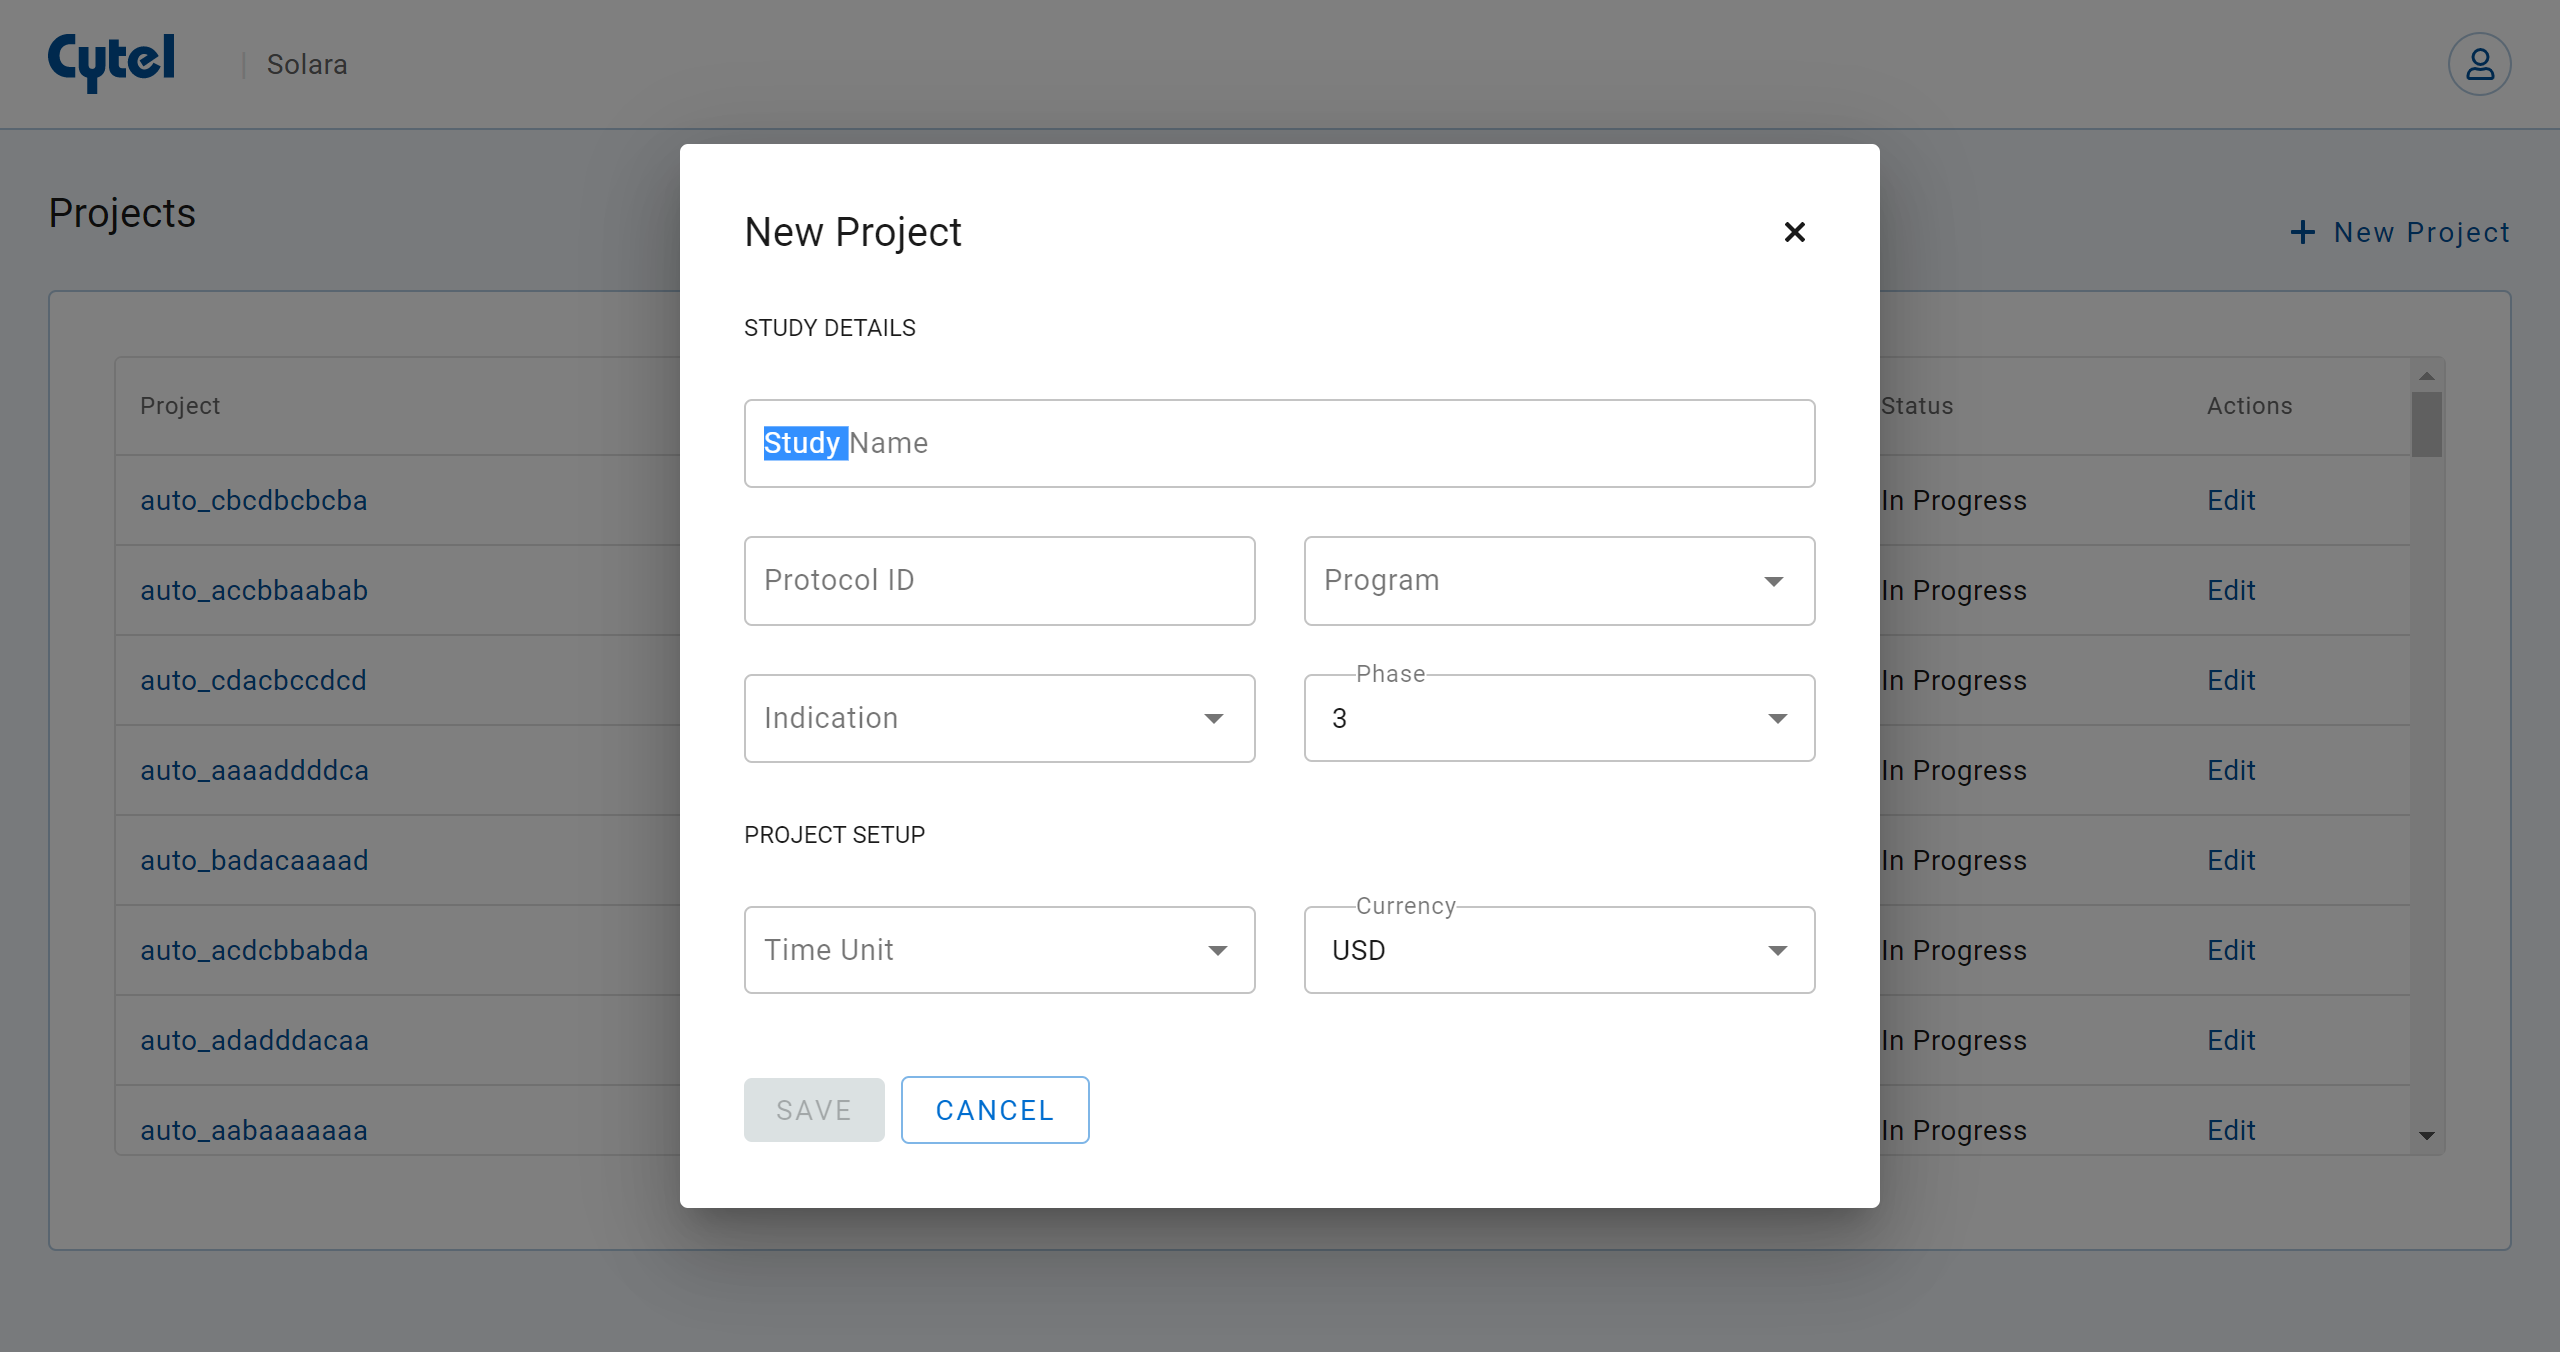 Cytel | Solara
Projects
+ New Project
Project
Status
Actions
auto_cbcdbcbcba
In Progress
Edit
auto_accbbaabab
In Progress
Edit
auto_cdacbccdcd
In Progress
Edit
auto_aaaaddddca
In Progress
Edit
auto_badacaaaad
In Progress
Edit
auto_acdcbbabda
In Progress
Edit
auto_adadddacaa
In Progress
Edit
auto_aabaaaaaaa
In Progress
Edit
New Project
STUDY DETAILS
Study Name
Protocol ID
Program
Indication
Phase
3
PROJECT SETUP
Time Unit
Currency
USD
SAVE
CANCEL